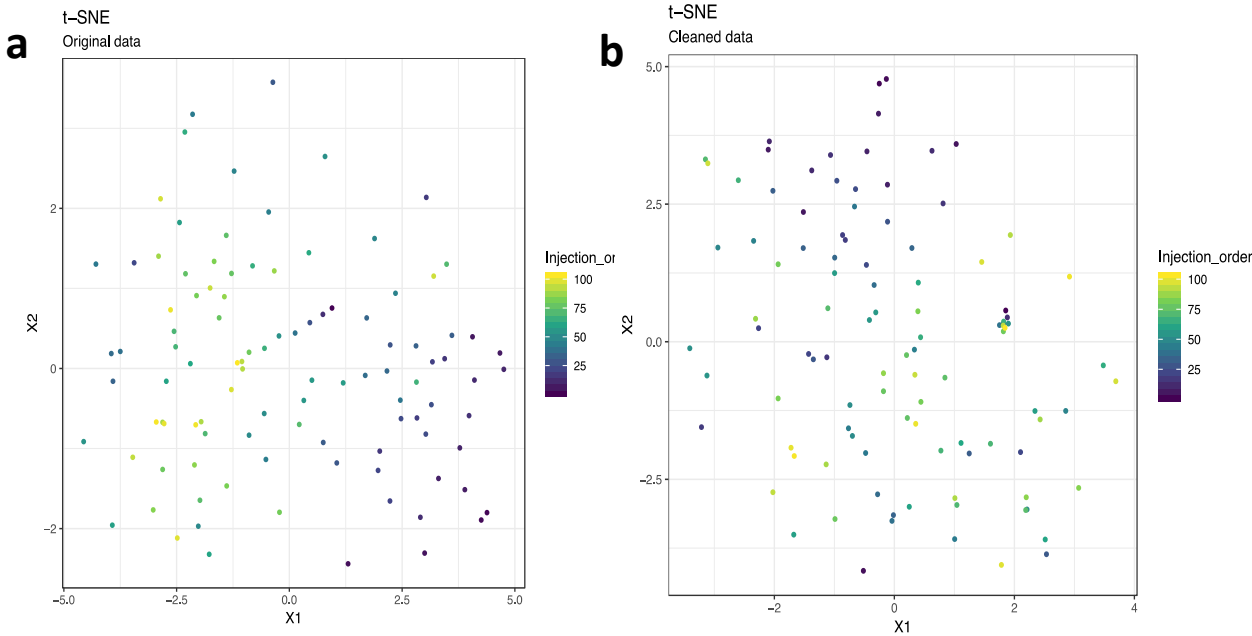 a
t−SNE
Original data
2
0
−2
X2
−5.0 −2.5 0.0 2.5 5.0
X1
Injection_or
100
75
50
25
b
t−SNE
Cleaned data
5.0
2.5
0.0
−2.5
X2
−2 0 2 4
X1
Injection_order
100
75
50
25